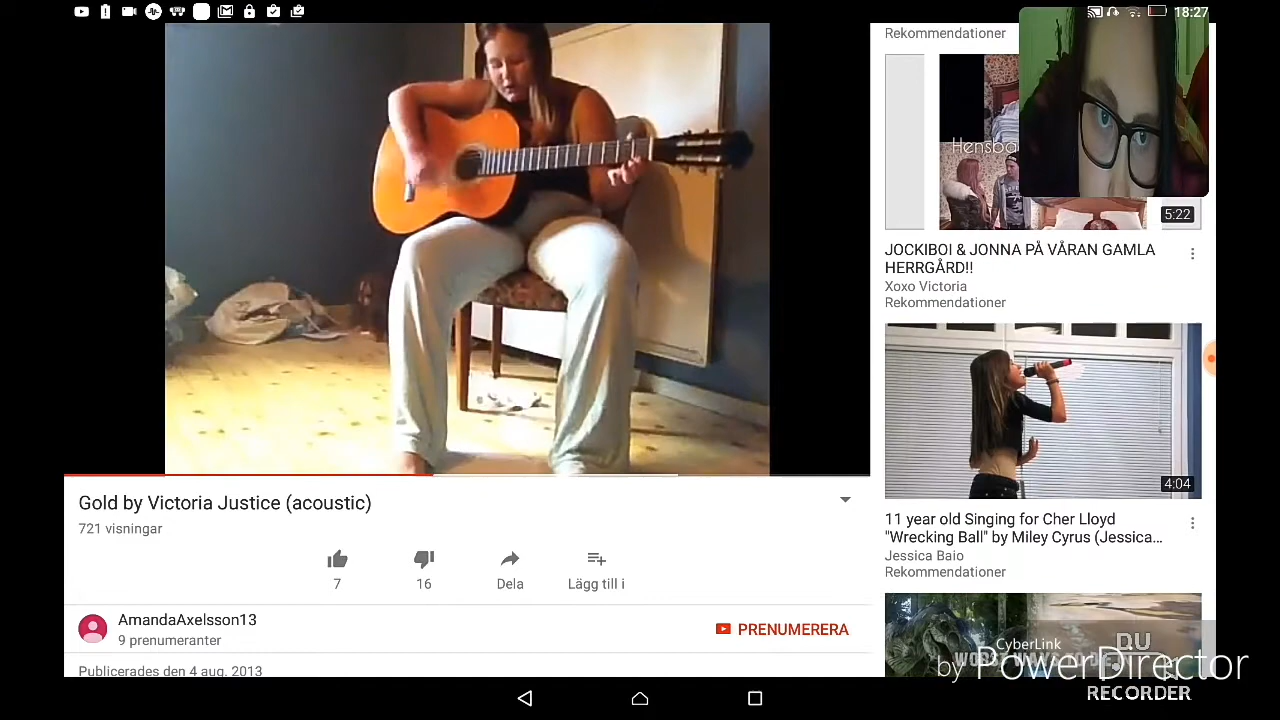 18:27
Rekommendationer
Hensba
5:22
JOCKIBOI & JONNA PÅ VÅRAN GAMLA
HERRGÅRD!!
Xoxo Victoria
Rekommendationer
4:04
11 year old Singing for Cher Lloyd
"Wrecking Ball" by Miley Cyrus (Jessica...
Jessica Baio
Rekommendationer
Gold by Victoria Justice (acoustic)
721 visningar
7
16
Dela
Lägg till i
AmandaAxelsson13
9 prenumeranter
PRENUMERERA
Publicerades den 4 aug. 2013
CyberLink
by PowerDirector
DU
RECORDER